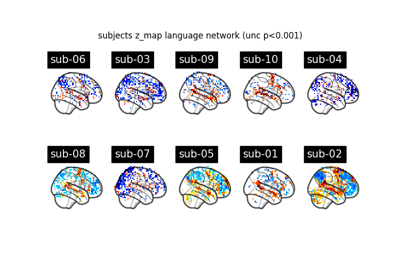 subjects z_map language network (unc p<0.001)
sub-06 sub-03 sub-09 sub-10 sub-04
sub-08 sub-07 sub-05 sub-01 sub-02